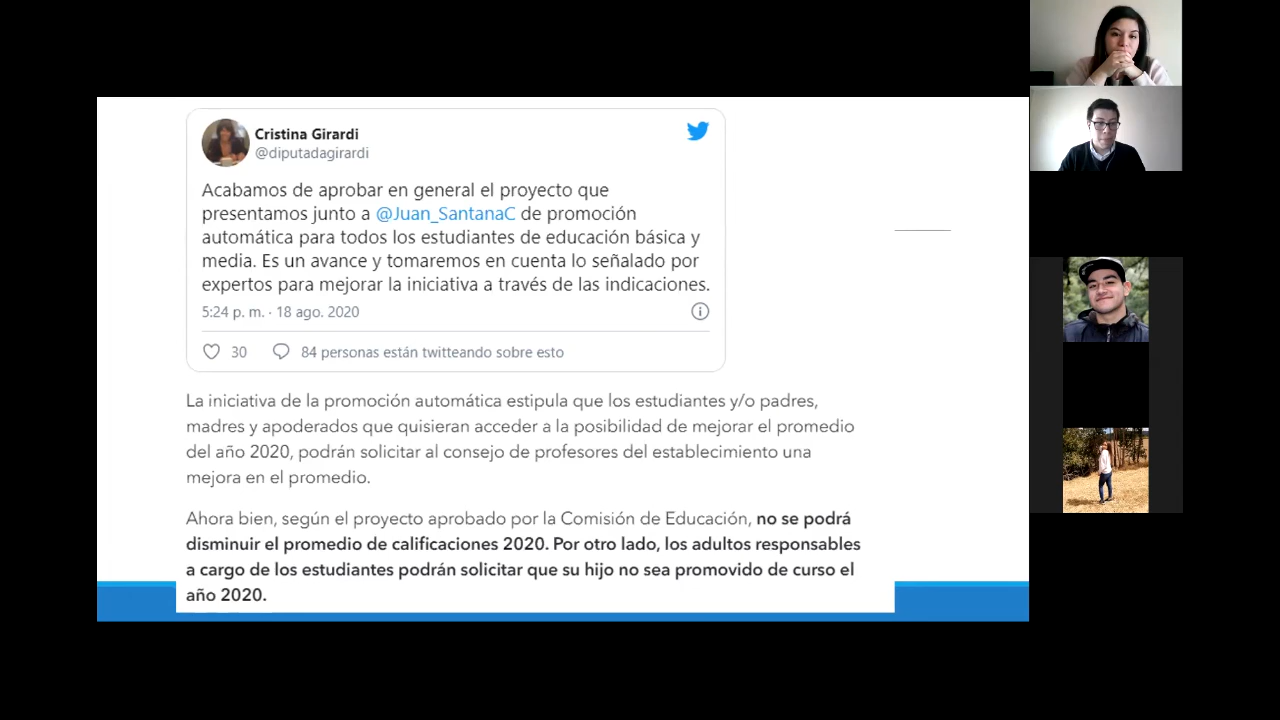 Cristina Girardi
@diputadagirardi
Acabamos de aprobar en general el proyecto que
presentamos junto a @Juan_SantanaC de promoción
automática para todos los estudiantes de educación básica y
media. Es un avance y tomaremos en cuenta lo señalado por
expertos para mejorar la iniciativa a través de las indicaciones.
5:24 p. m. · 18 ago. 2020
30 84 personas están twitteando sobre esto
La iniciativa de la promoción automática estipula que los estudiantes y/o padres,
madres y apoderados que quisieran acceder a la posibilidad de mejorar el promedio
del año 2020, podrán solicitar al consejo de profesores del establecimiento una
mejora en el promedio.
Ahora bien, según el proyecto aprobado por la Comisión de Educación, no se podrá
disminuir el promedio de calificaciones 2020. Por otro lado, los adultos responsables
a cargo de los estudiantes podrán solicitar que su hijo no sea promovido de curso el
año 2020.